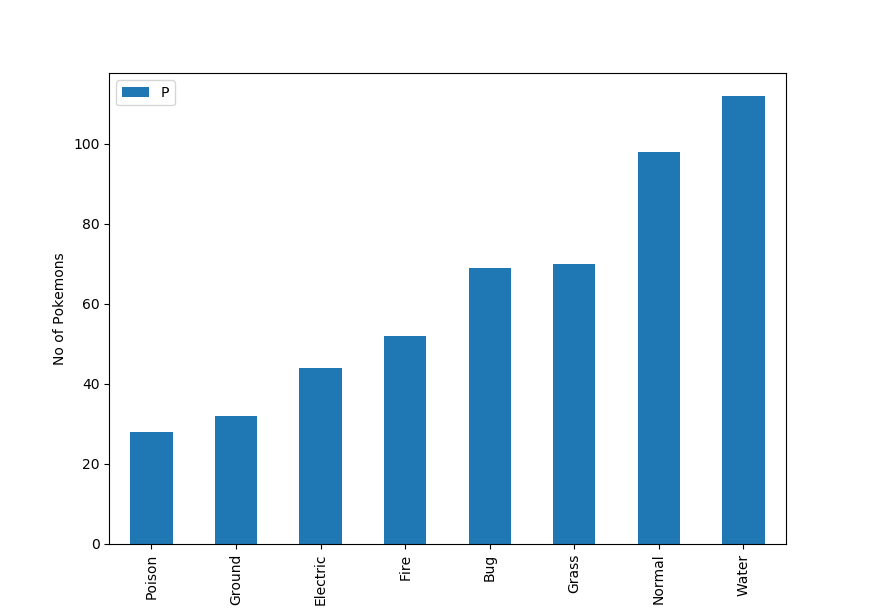 P
No of Pokemons
100
80
60
40
20
0
Poison
Ground
Electric
Fire
Bug
Grass
Normal
Water